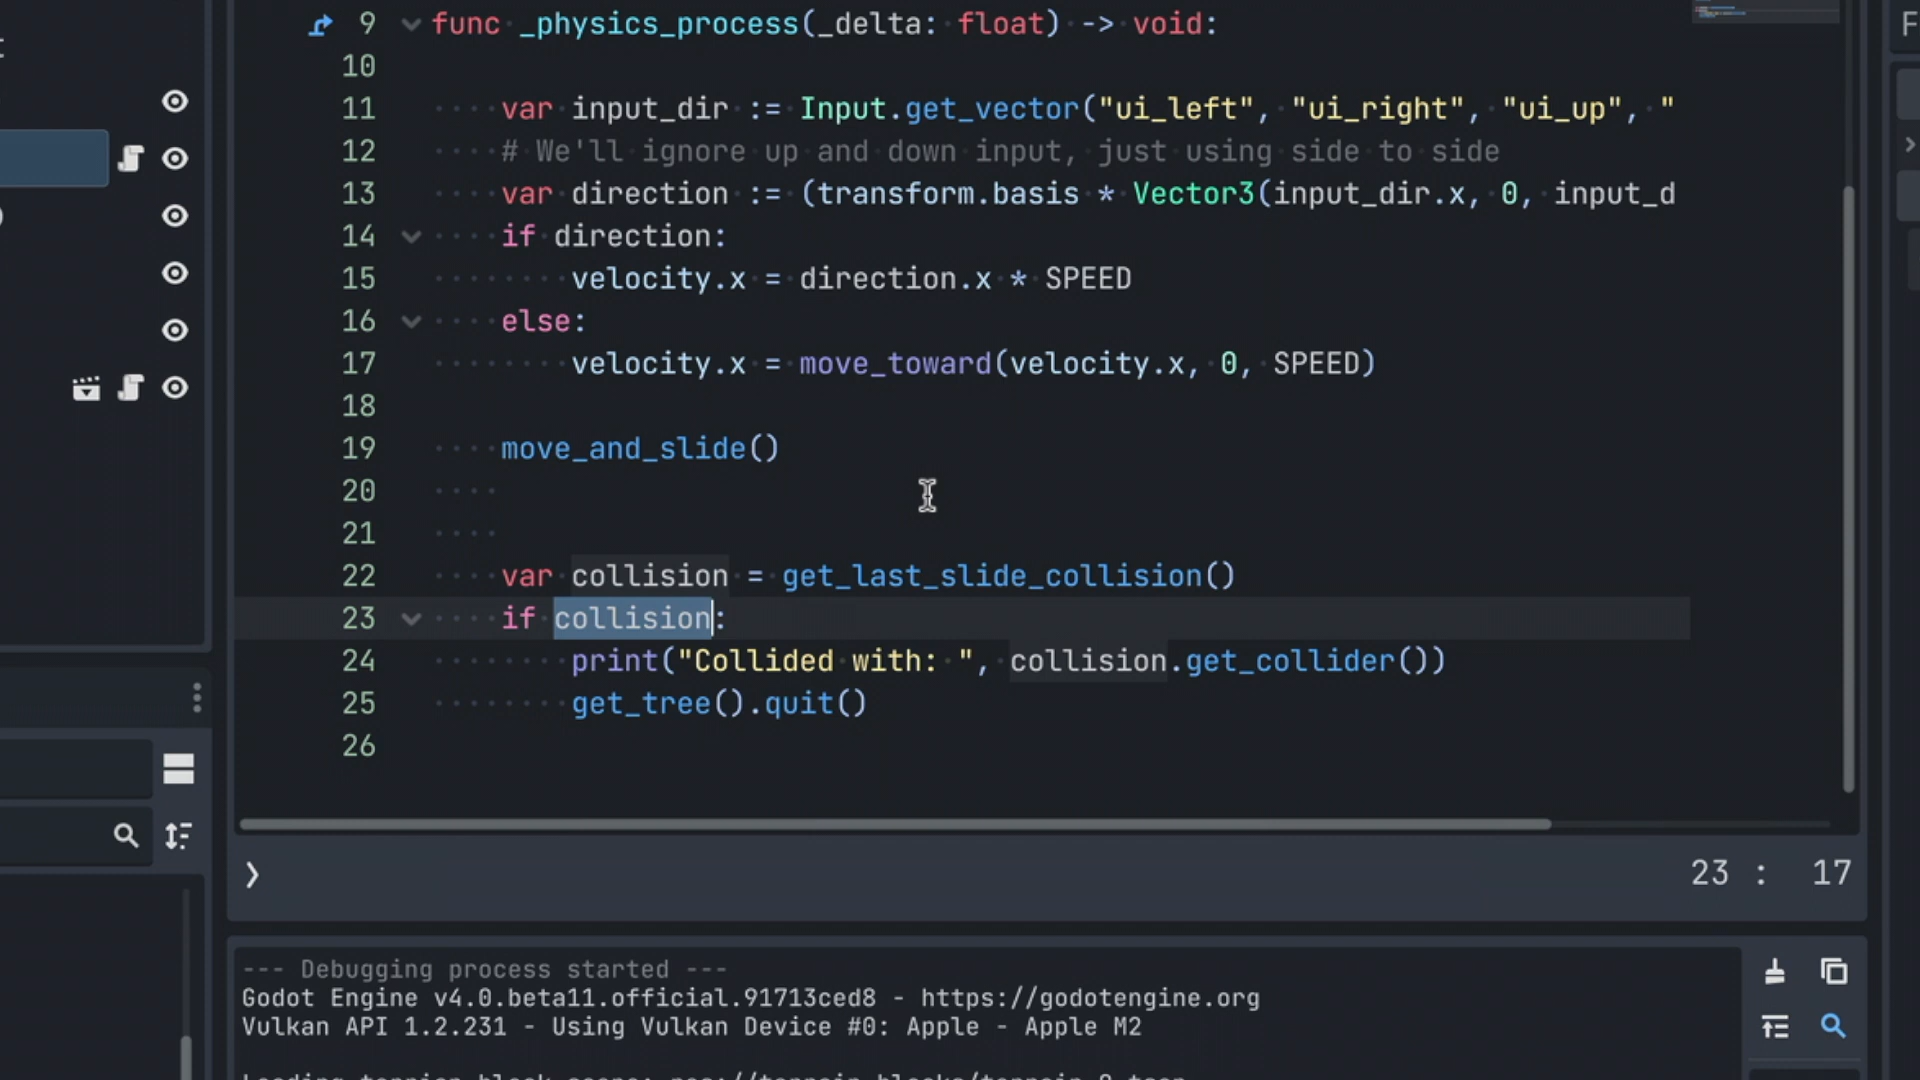 9 func _physics_process(_delta: float) -> void:
10
11 var input_dir := Input.get_vector("ui_left", "ui_right", "ui_up", "
12 # We'll ignore up and down input, just using side to side
13 var direction := (transform.basis * Vector3(input_dir.x, 0, input_d
14 if direction:
15 velocity.x = direction.x * SPEED
16 else:
17 velocity.x = move_toward(velocity.x, 0, SPEED)
18
19 move_and_slide()
20
21
22 var collision = get_last_slide_collision()
23 if collision:
24 print("Collided with: ", collision.get_collider())
25 get_tree().quit()
26
23 : 17
--- Debugging process started ---
Godot Engine v4.0.beta11.official.91713ced8 - https://godotengine.org
Vulkan API 1.2.231 - Using Vulkan Device #0: Apple - Apple M2